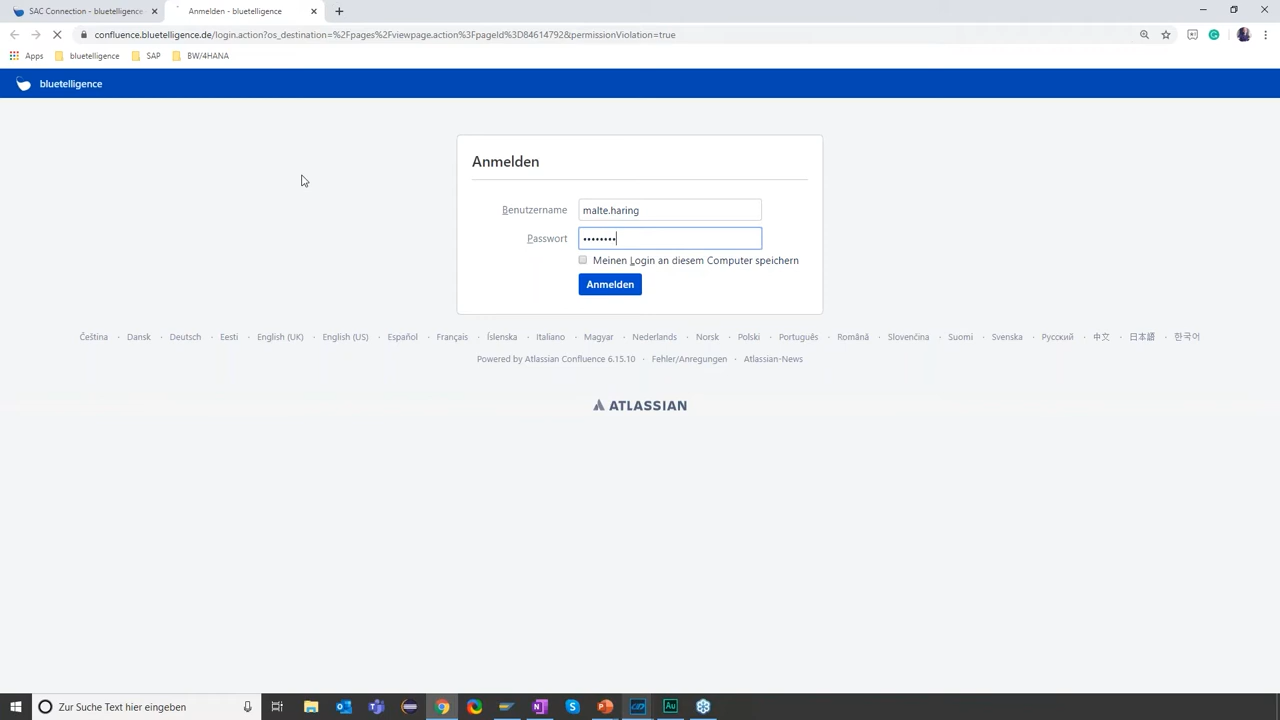 SAC Connection - bluetelligence
Anmelden - bluetelligence
confluence.bluetelligence.de/login.action?os_destination=%2Fpages%2Fviewpage.action%3FpageId%3D84614792&permissionViolation=true
Apps bluetelligence SAP BW/4HANA
bluetelligence
Anmelden
Benutzername malte.haring
Passwort ••••••••
Meinen Login an diesem Computer speichern
Anmelden
Čeština · Dansk · Deutsch · Eesti · English (UK) · English (US) · Español · Français · Íslenska · Italiano · Magyar · Nederlands · Norsk · Polski · Português · Română · Slovenčina · Suomi · Svenska · Русский · 中文 · 日本語 · 한국어
Powered by Atlassian Confluence 6.15.10 · Fehler/Anregungen · Atlassian-News
ATLASSIAN
Zur Suche Text hier eingeben